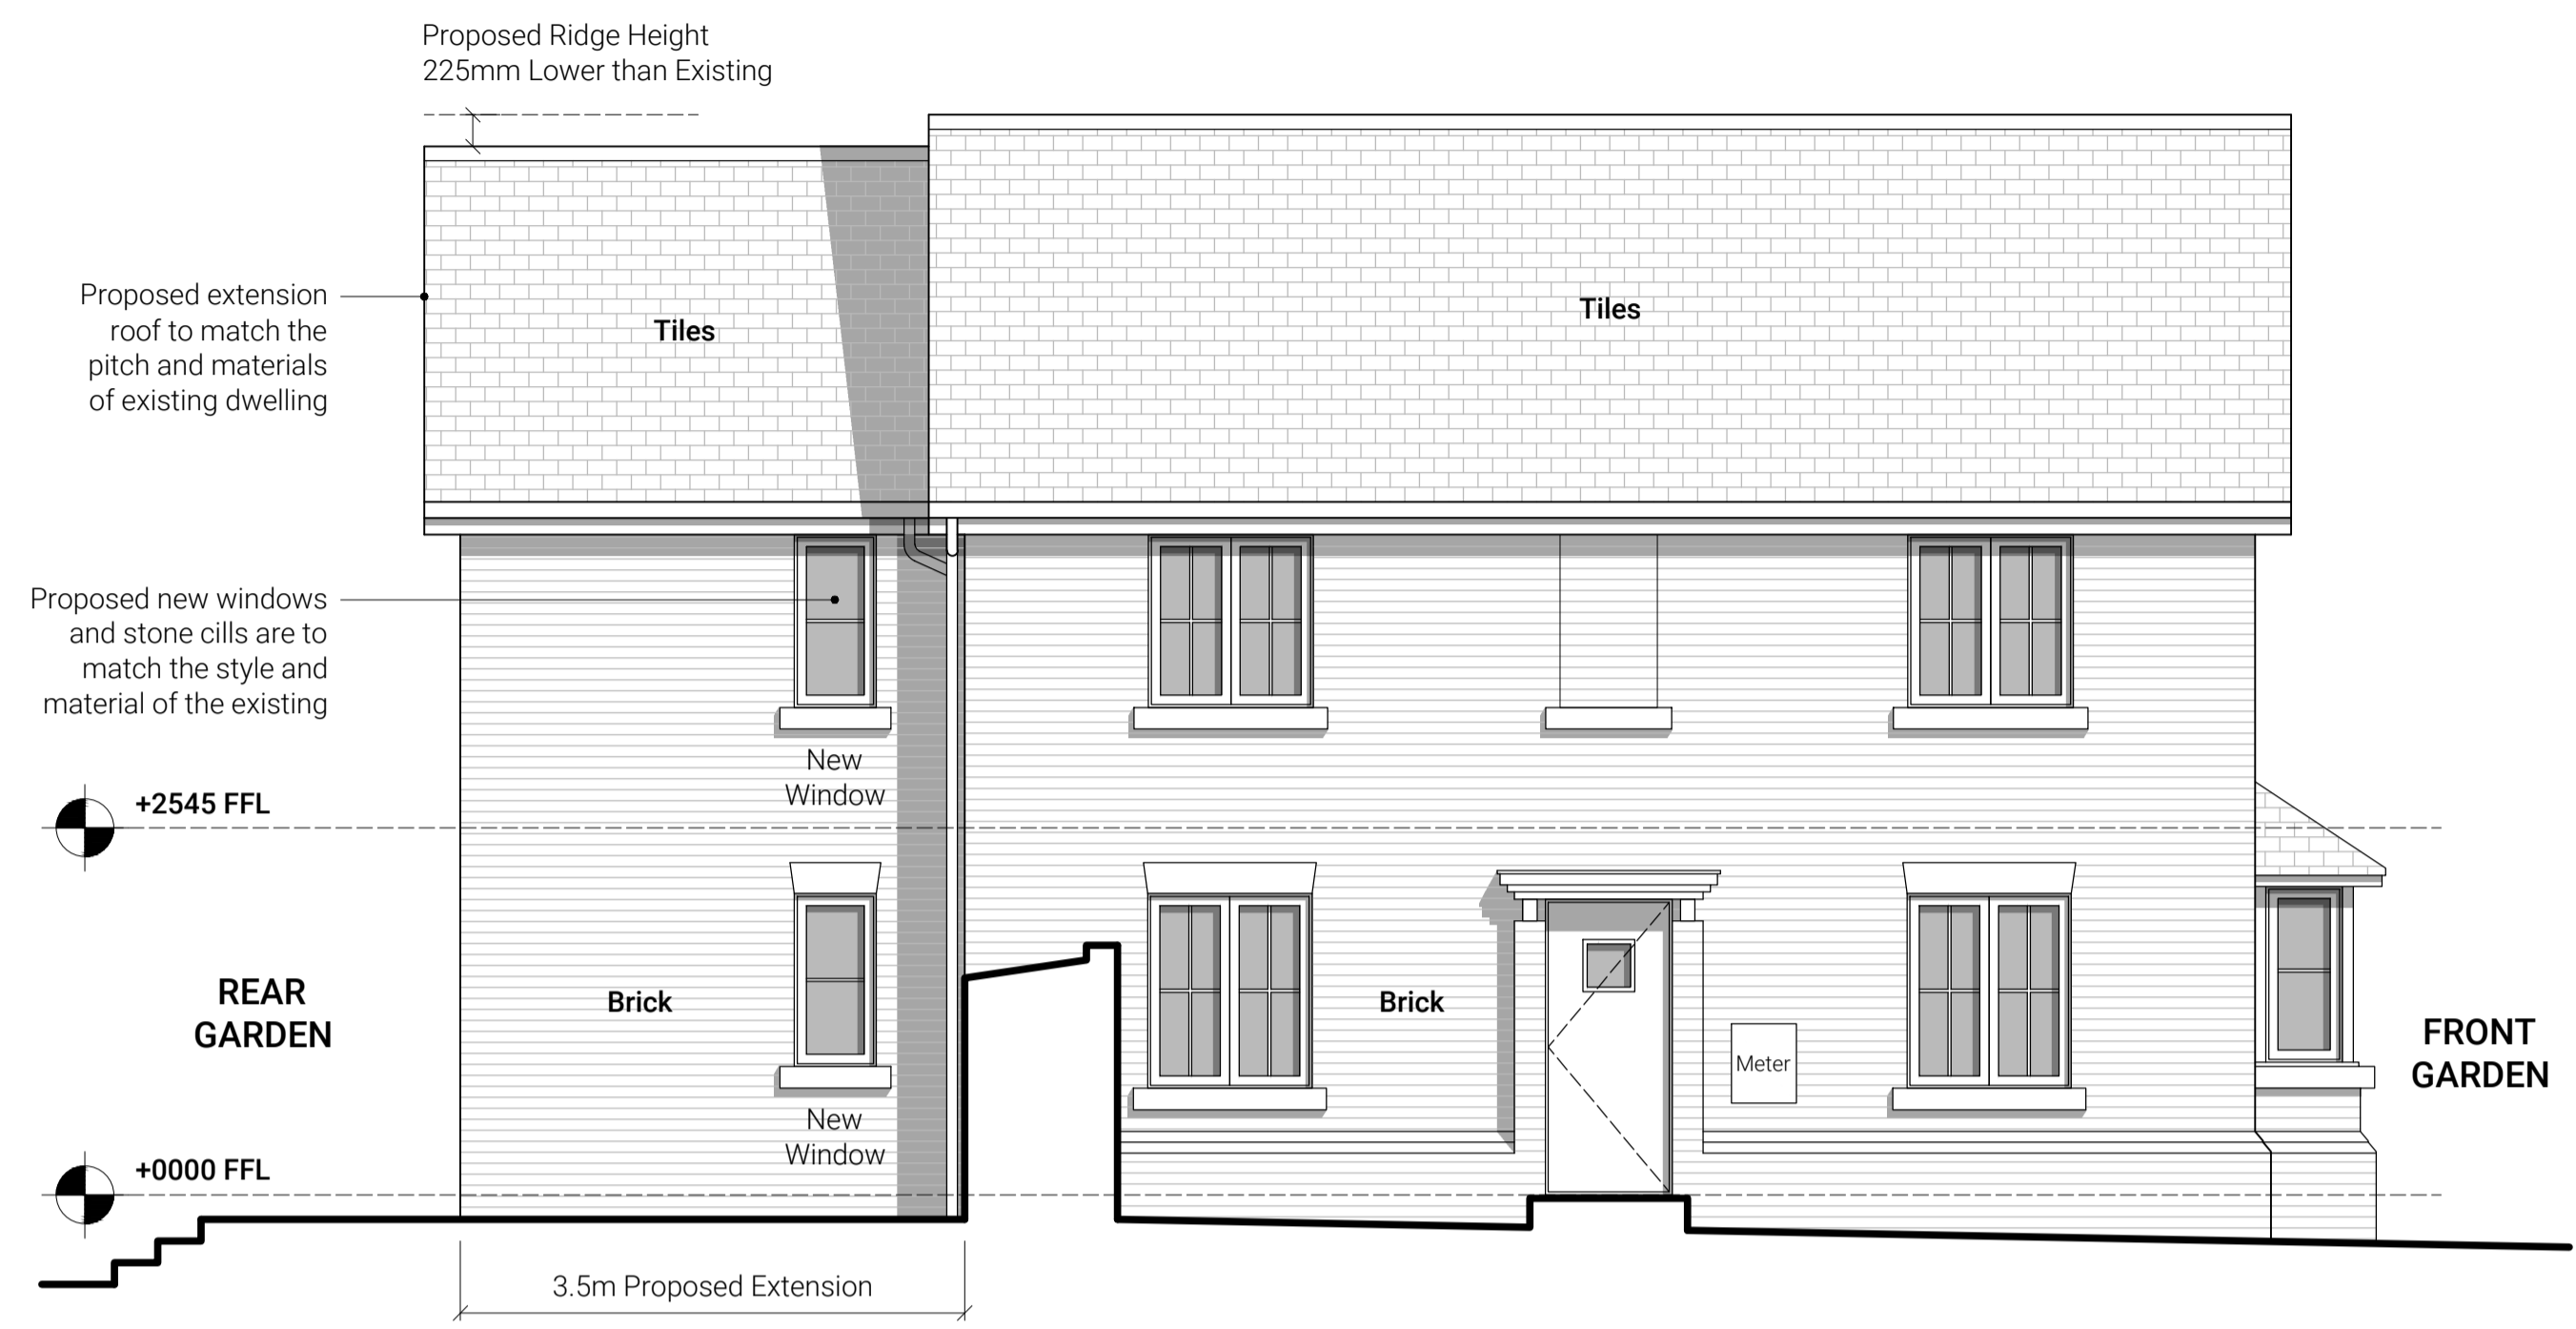 Proposed Ridge Height
225mm Lower than Existing
Proposed extension
roof to match the
pitch and materials
of existing dwelling
Tiles
Tiles
Proposed new windows
and stone cills are to
match the style and
material of the existing
New
Window
+2545 FFL
REAR
GARDEN
Brick
Brick
Meter
FRONT
GARDEN
New
Window
+0000 FFL
3.5m Proposed Extension